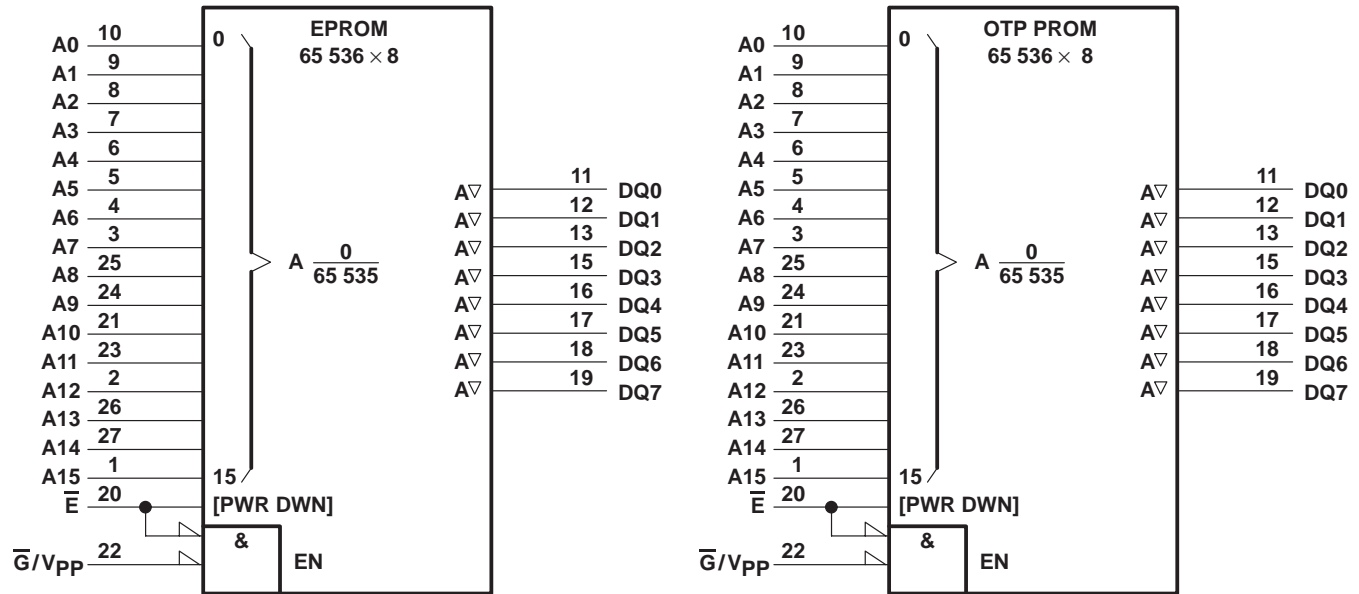 EPROM
65 536 × 8
A0 10 0
A1 9
A2 8
A3 7
A4 6
A5 5 A▽ 11 DQ0
A6 4 A▽ 12 DQ1
A7 3 A▽ 13 DQ2
A 0
65 535
A8 25 A▽ 15 DQ3
A9 24 A▽ 16 DQ4
A10 21 A▽ 17 DQ5
A11 23 A▽ 18 DQ6
A12 2 A▽ 19 DQ7
A13 26
A14 27
A15 1 15
E̅ 20 [PWR DWN]
&
G̅/VPP 22 EN
OTP PROM
65 536 × 8
A0 10 0
A1 9
A2 8
A3 7
A4 6
A5 5 A▽ 11 DQ0
A6 4 A▽ 12 DQ1
A7 3 A▽ 13 DQ2
A 0
65 535
A8 25 A▽ 15 DQ3
A9 24 A▽ 16 DQ4
A10 21 A▽ 17 DQ5
A11 23 A▽ 18 DQ6
A12 2 A▽ 19 DQ7
A13 26
A14 27
A15 1 15
E̅ 20 [PWR DWN]
&
G̅/VPP 22 EN